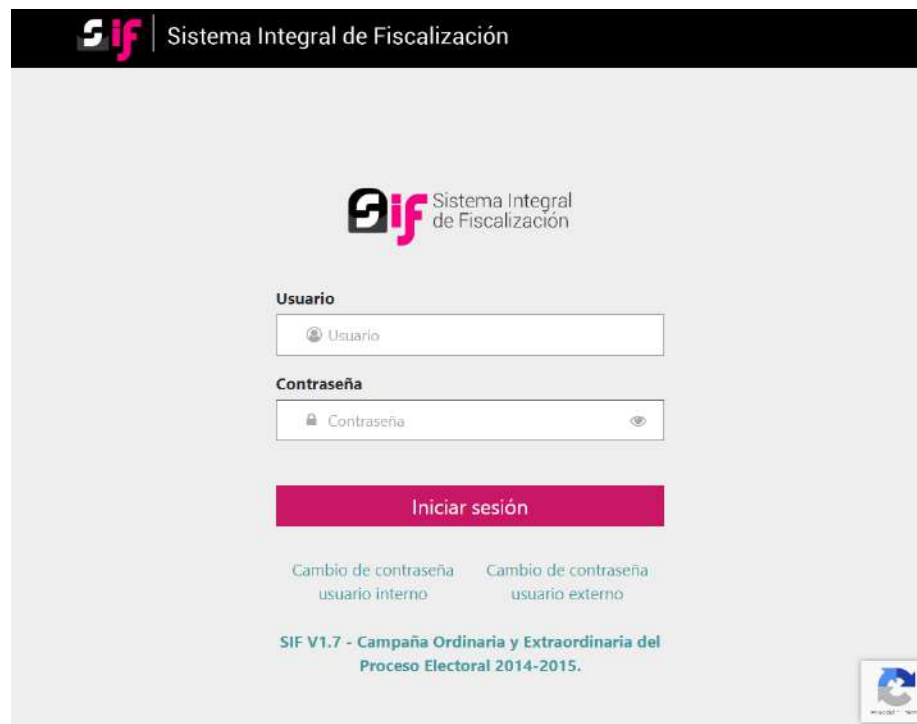 Sif Sistema Integral de Fiscalización
Sif Sistema Integral
de Fiscalización
Usuario
Usuario
Contraseña
Contraseña
Iniciar sesión
Cambio de contraseña Cambio de contraseña
usuario interno usuario externo
SIF V1.7 - Campaña Ordinaria y Extraordinaria del
Proceso Electoral 2014-2015.